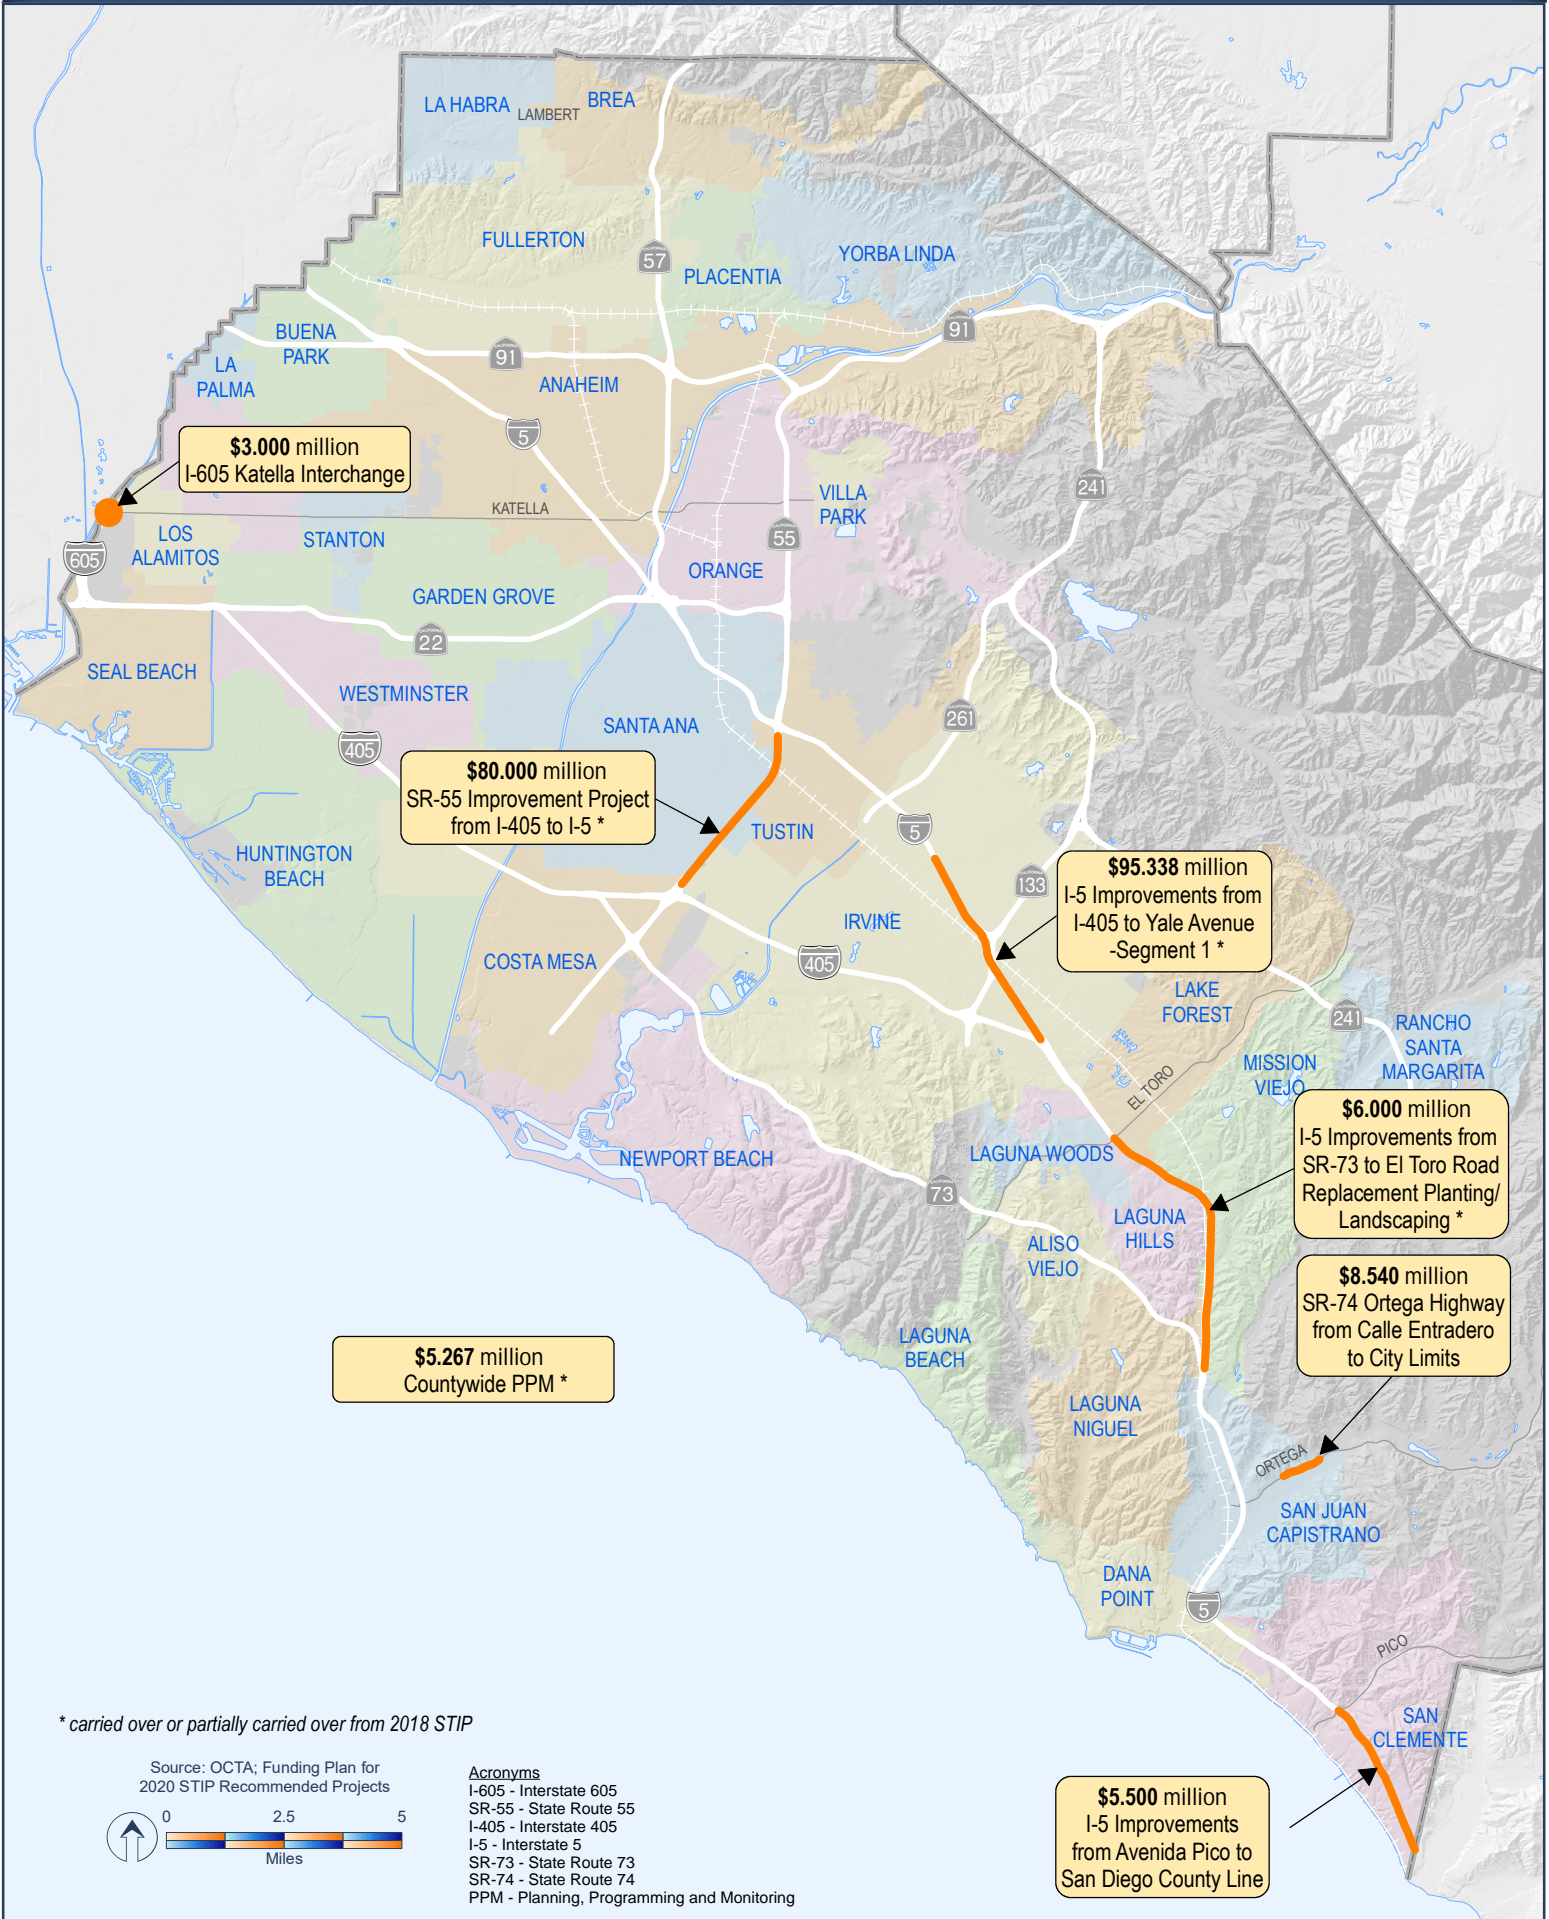 LA HABRA
LAMBERT
BREA
FULLERTON
CALIFORNIA
57
PLACENTIA
YORBA LINDA
BUENA
PARK
CALIFORNIA
91
CALIFORNIA
91
LA
PALMA
ANAHEIM
5
$3.000 million
I-605 Katella Interchange
KATELLA
VILLA
PARK
CALIFORNIA
241
LOS
ALAMITOS
STANTON
CALIFORNIA
55
605
ORANGE
GARDEN GROVE
CALIFORNIA
22
SEAL BEACH
WESTMINSTER
SANTA ANA
CALIFORNIA
261
405
$80.000 million
SR-55 Improvement Project
from I-405 to I-5 *
TUSTIN
5
HUNTINGTON
BEACH
CALIFORNIA
133
$95.338 million
I-5 Improvements from
I-405 to Yale Avenue
-Segment 1 *
IRVINE
COSTA MESA
405
LAKE
FOREST
CALIFORNIA
241
RANCHO
SANTA
MARGARITA
MISSION
VIEJO
EL TORO
$6.000 million
I-5 Improvements from
SR-73 to El Toro Road
Replacement Planting/
Landscaping *
LAGUNA WOODS
NEWPORT BEACH
CALIFORNIA
73
LAGUNA
HILLS
ALISO
VIEJO
$8.540 million
SR-74 Ortega Highway
from Calle Entradero
to City Limits
LAGUNA
BEACH
$5.267 million
Countywide PPM *
LAGUNA
NIGUEL
ORTEGA
SAN JUAN
CAPISTRANO
DANA
POINT
5
PICO
SAN
CLEMENTE
* carried over or partially carried over from 2018 STIP
Source: OCTA; Funding Plan for
2020 STIP Recommended Projects
0 2.5 5
Miles
Acronyms
I-605 - Interstate 605
SR-55 - State Route 55
I-405 - Interstate 405
I-5 - Interstate 5
SR-73 - State Route 73
SR-74 - State Route 74
PPM - Planning, Programming and Monitoring
$5.500 million
I-5 Improvements
from Avenida Pico to
San Diego County Line